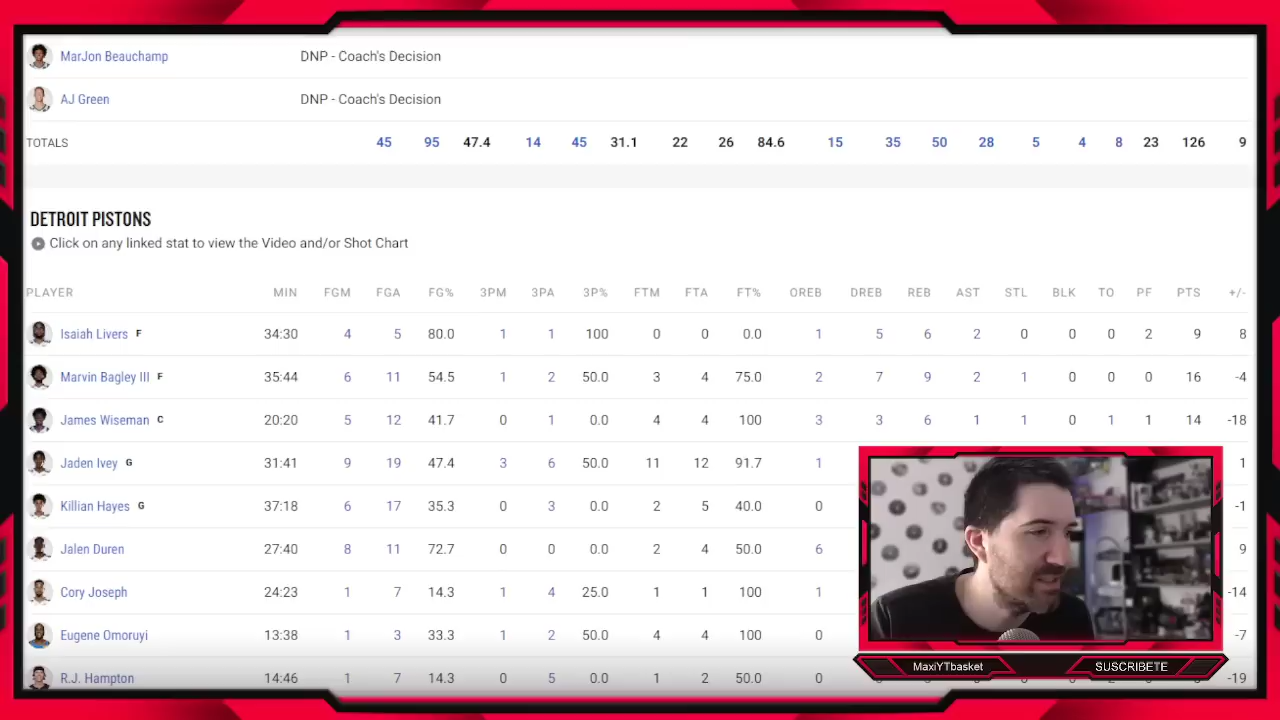 MarJon Beauchamp DNP - Coach's Decision
AJ Green DNP - Coach's Decision
TOTALS 45 95 47.4 14 45 31.1 22 26 84.6 15 35 50 28 5 4 8 23 126 9
DETROIT PISTONS
Click on any linked stat to view the Video and/or Shot Chart
PLAYER MIN FGM FGA FG% 3PM 3PA 3P% FTM FTA FT% OREB DREB REB AST STL BLK TO PF PTS +/-
Isaiah Livers F 34:30 4 5 80.0 1 1 100 0 0 0.0 1 5 6 2 0 0 0 2 9 8
Marvin Bagley III F 35:44 6 11 54.5 1 2 50.0 3 4 75.0 2 7 9 2 1 0 0 0 16 -4
James Wiseman C 20:20 5 12 41.7 0 1 0.0 4 4 100 3 3 6 1 1 0 1 1 14 -18
Jaden Ivey G 31:41 9 19 47.4 3 6 50.0 11 12 91.7 1 1
Killian Hayes G 37:18 6 17 35.3 0 3 0.0 2 5 40.0 0 -1
Jalen Duren 27:40 8 11 72.7 0 0 0.0 2 4 50.0 6 9
Cory Joseph 24:23 1 7 14.3 1 4 25.0 1 1 100 1 -14
Eugene Omoruyi 13:38 1 3 33.3 1 2 50.0 4 4 100 0 -7
R.J. Hampton 14:46 1 7 14.3 0 5 0.0 1 2 50.0 0 -19
MaxiYTbasket SUSCRIBETE